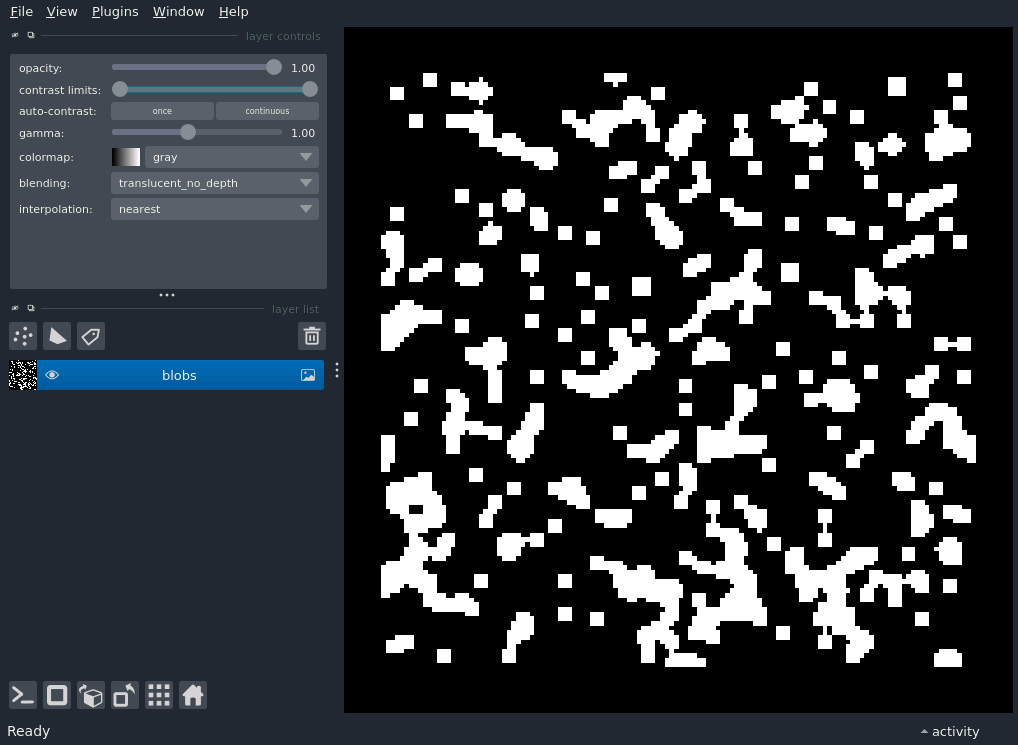 File View Plugins Window Help
layer controls
opacity: 1.00
contrast limits:
auto-contrast: once continuous
gamma: 1.00
colormap: gray
blending: translucent_no_depth
interpolation: nearest
layer list
blobs
Ready activity